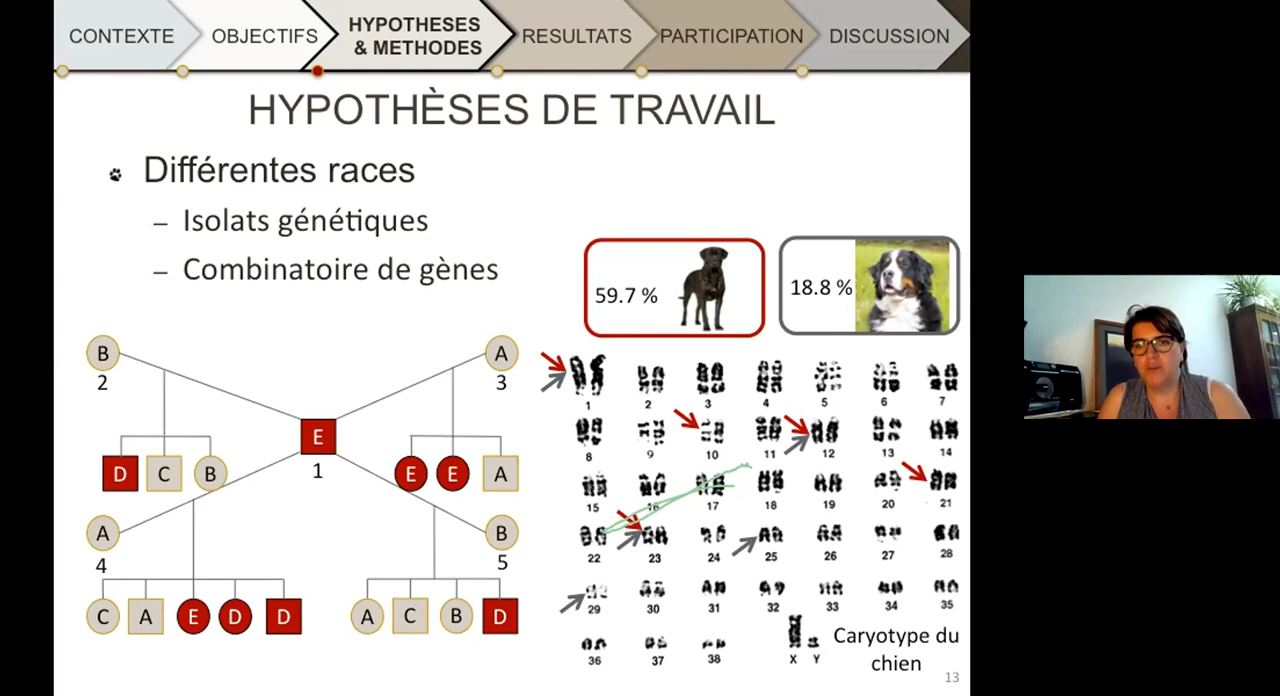 CONTEXTE
OBJECTIFS
HYPOTHESES
& METHODES
RESULTATS
PARTICIPATION
DISCUSSION
HYPOTHÈSES DE TRAVAIL
Différentes races
– Isolats génétiques
– Combinatoire de gènes
59.7 %
18.8 %
B
2
A
3
E
1
D C B
E E A
A
4
B
5
C A E D D
A C B D
1 2 3 4 5 6 7
8 9 10 11 12 13 14
15 16 17 18 19 20 21
22 23 24 25 26 27 28
29 30 31 32 33 34 35
36 37 38 X Y
Caryotype du
chien
13